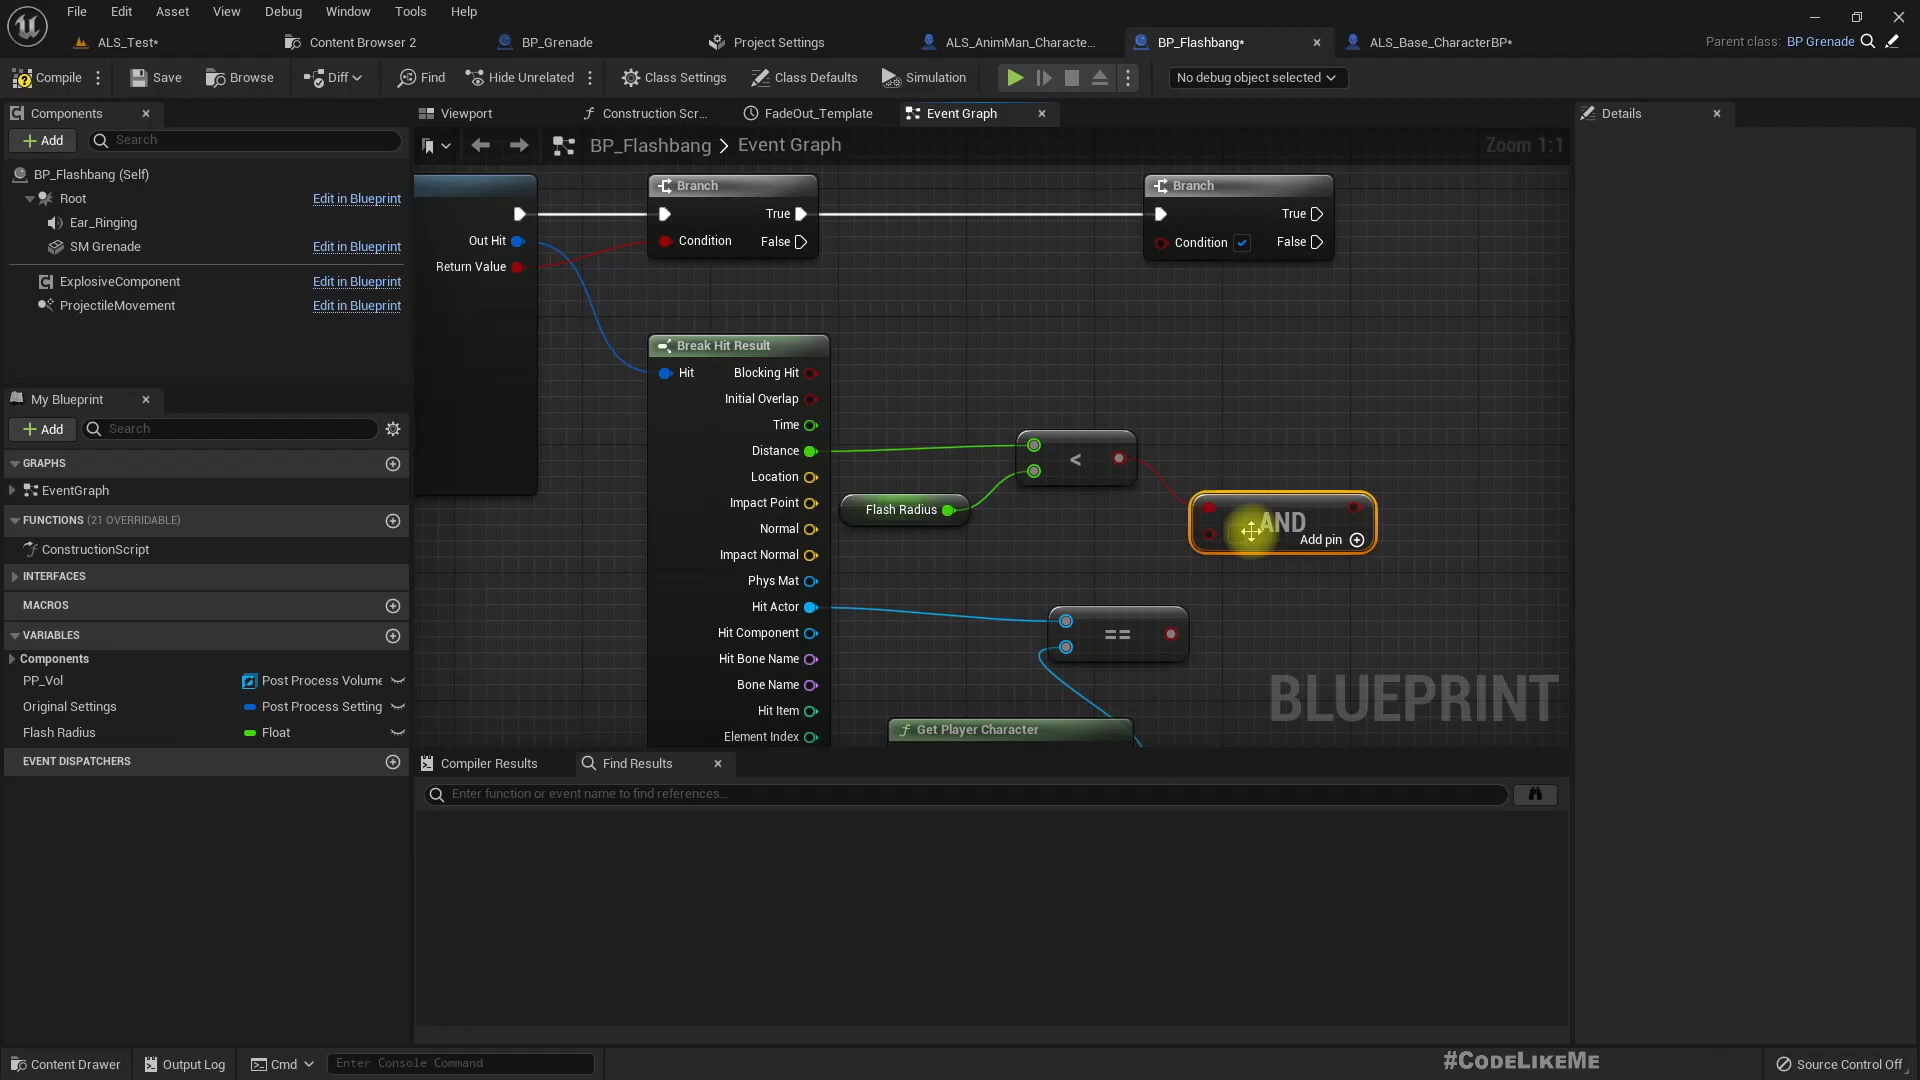 File Edit Asset View Debug Window Tools Help
ALS_Test* Content Browser 2 BP_Grenade Project Settings ALS_AnimMan_Characte... BP_Flashbang* ALS_Base_CharacterBP* Parent class: BP Grenade
Compile Save Browse Diff Find Hide Unrelated Class Settings Class Defaults Simulation No debug object selected
Components Viewport Construction Scr... FadeOut_Template Event Graph Details
Add Search BP_Flashbang Event Graph Zoom 1:1
BP_Flashbang (Self)
Root Edit in Blueprint
Ear_Ringing
SM Grenade Edit in Blueprint
ExplosiveComponent Edit in Blueprint
ProjectileMovement Edit in Blueprint
My Blueprint
Add Search
GRAPHS
EventGraph
FUNCTIONS (21 OVERRIDABLE)
ConstructionScript
INTERFACES
MACROS
VARIABLES
Components
PP_Vol Post Process Volume
Original Settings Post Process Setting
Flash Radius Float
EVENT DISPATCHERS
Out Hit
Return Value
Branch
True
Condition False
Branch
True
Condition False
Break Hit Result
Hit Blocking Hit
Initial Overlap
Time
Distance
Location
Impact Point
Normal
Impact Normal
Phys Mat
Hit Actor
Hit Component
Hit Bone Name
Bone Name
Hit Item
Element Index
<
Flash Radius
AND
Add pin
==
Get Player Character
BLUEPRINT
Compiler Results Find Results
Enter function or event name to find references...
Content Drawer Output Log Cmd Enter Console Command #CODELIKEME Source Control Off